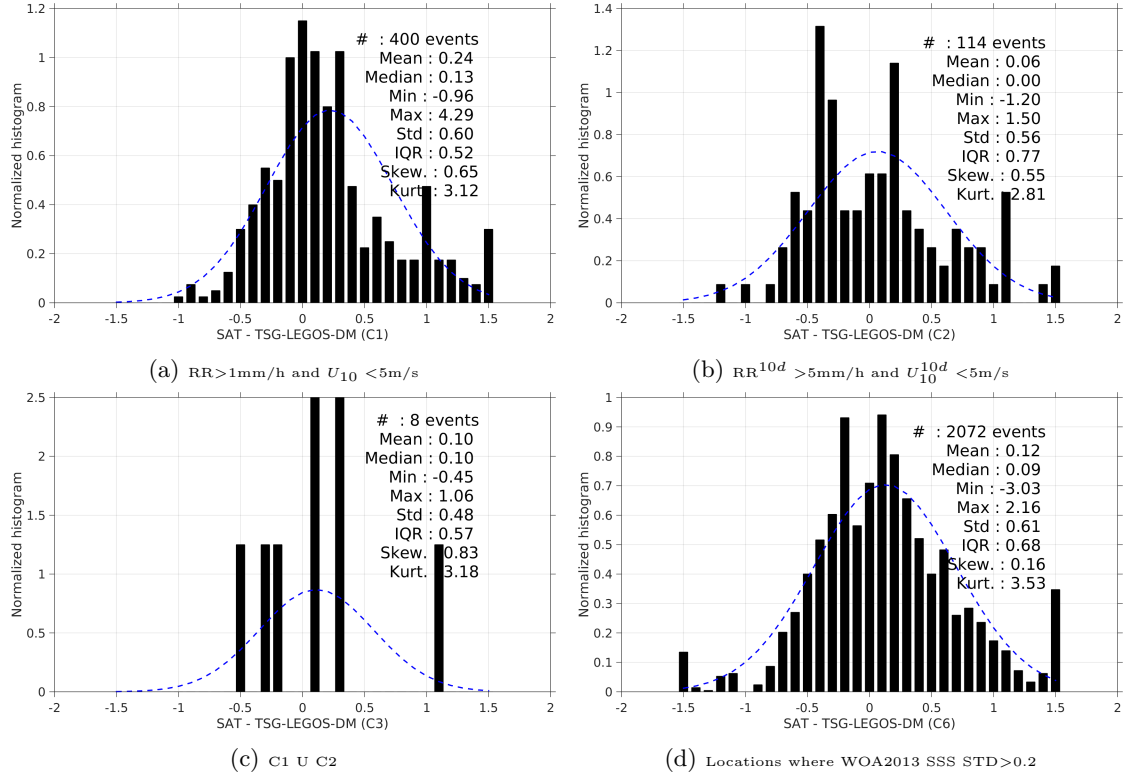 # : 400 events
Mean : 0.24
Median : 0.13
Min : -0.96
Max : 4.29
Std : 0.60
IQR : 0.52
Skew. : 0.65
Kurt. : 3.12
Normalized histogram
0 0.2 0.4 0.6 0.8 1 1.2
-2 -1.5 -1 -0.5 0 0.5 1 1.5 2
SAT - TSG-LEGOS-DM (C1)
(a) RR>1mm/h and U10 <5m/s
# : 114 events
Mean : 0.06
Median : 0.00
Min : -1.20
Max : 1.50
Std : 0.56
IQR : 0.77
Skew. : 0.55
Kurt. : 2.81
Normalized histogram
0 0.2 0.4 0.6 0.8 1 1.2 1.4
-2 -1.5 -1 -0.5 0 0.5 1 1.5 2
SAT - TSG-LEGOS-DM (C2)
(b) RR^10d >5mm/h and U10^10d <5m/s
# : 8 events
Mean : 0.10
Median : 0.10
Min : -0.45
Max : 1.06
Std : 0.48
IQR : 0.57
Skew. 0.83
Kurt. 3.18
Normalized histogram
0 0.5 1 1.5 2 2.5
-2 -1.5 -1 -0.5 0 0.5 1 1.5 2
SAT - TSG-LEGOS-DM (C3)
(c) C1 U C2
# : 2072 events
Mean : 0.12
Median : 0.09
Min : -3.03
Max : 2.16
Std : 0.61
IQR : 0.68
Skew. : 0.16
Kurt. : 3.53
Normalized histogram
0 0.1 0.2 0.3 0.4 0.5 0.6 0.7 0.8 0.9 1
-2 -1.5 -1 -0.5 0 0.5 1 1.5 2
SAT - TSG-LEGOS-DM (C6)
(d) Locations where WOA2013 SSS STD>0.2